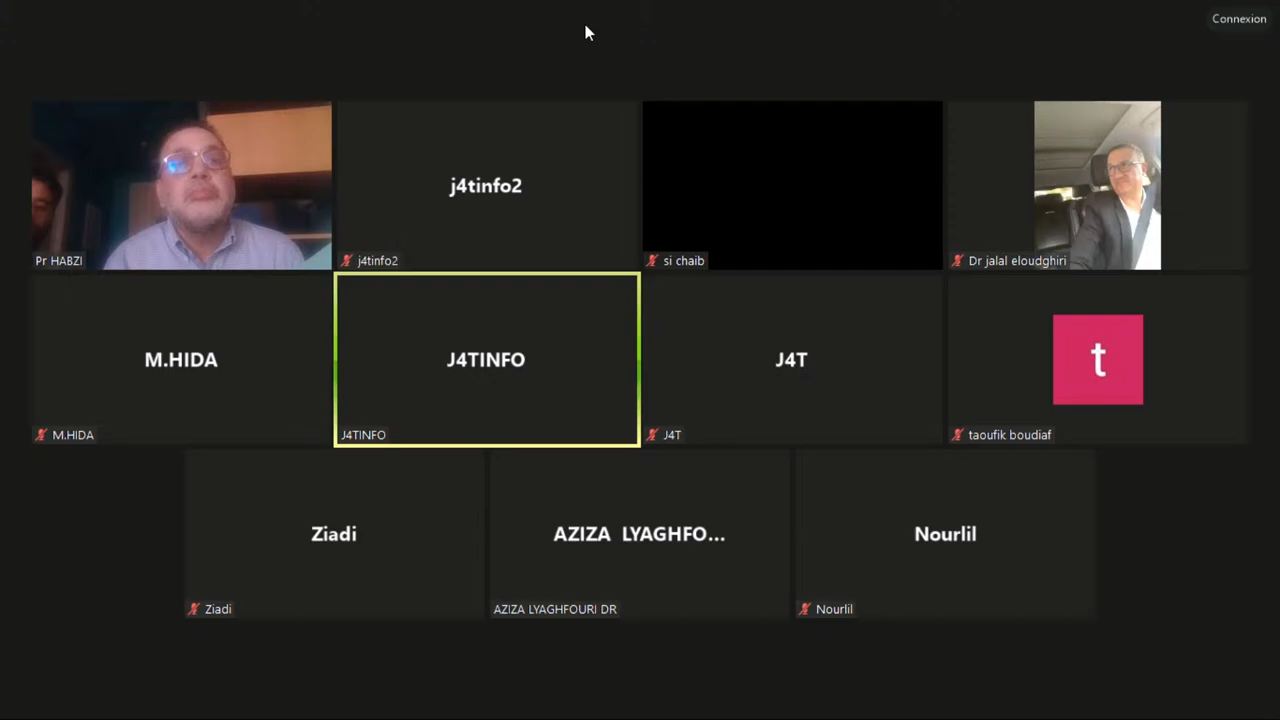 Connexion
Pr HABZI
j4tinfo2
j4tinfo2
si chaib
Dr jalal eloudghiri
M.HIDA
M.HIDA
J4TINFO
J4TINFO
J4T
J4T
t
taoufik boudiaf
Ziadi
Ziadi
AZIZA LYAGHFO...
AZIZA LYAGHFOURI DR
Nourlil
Nourlil